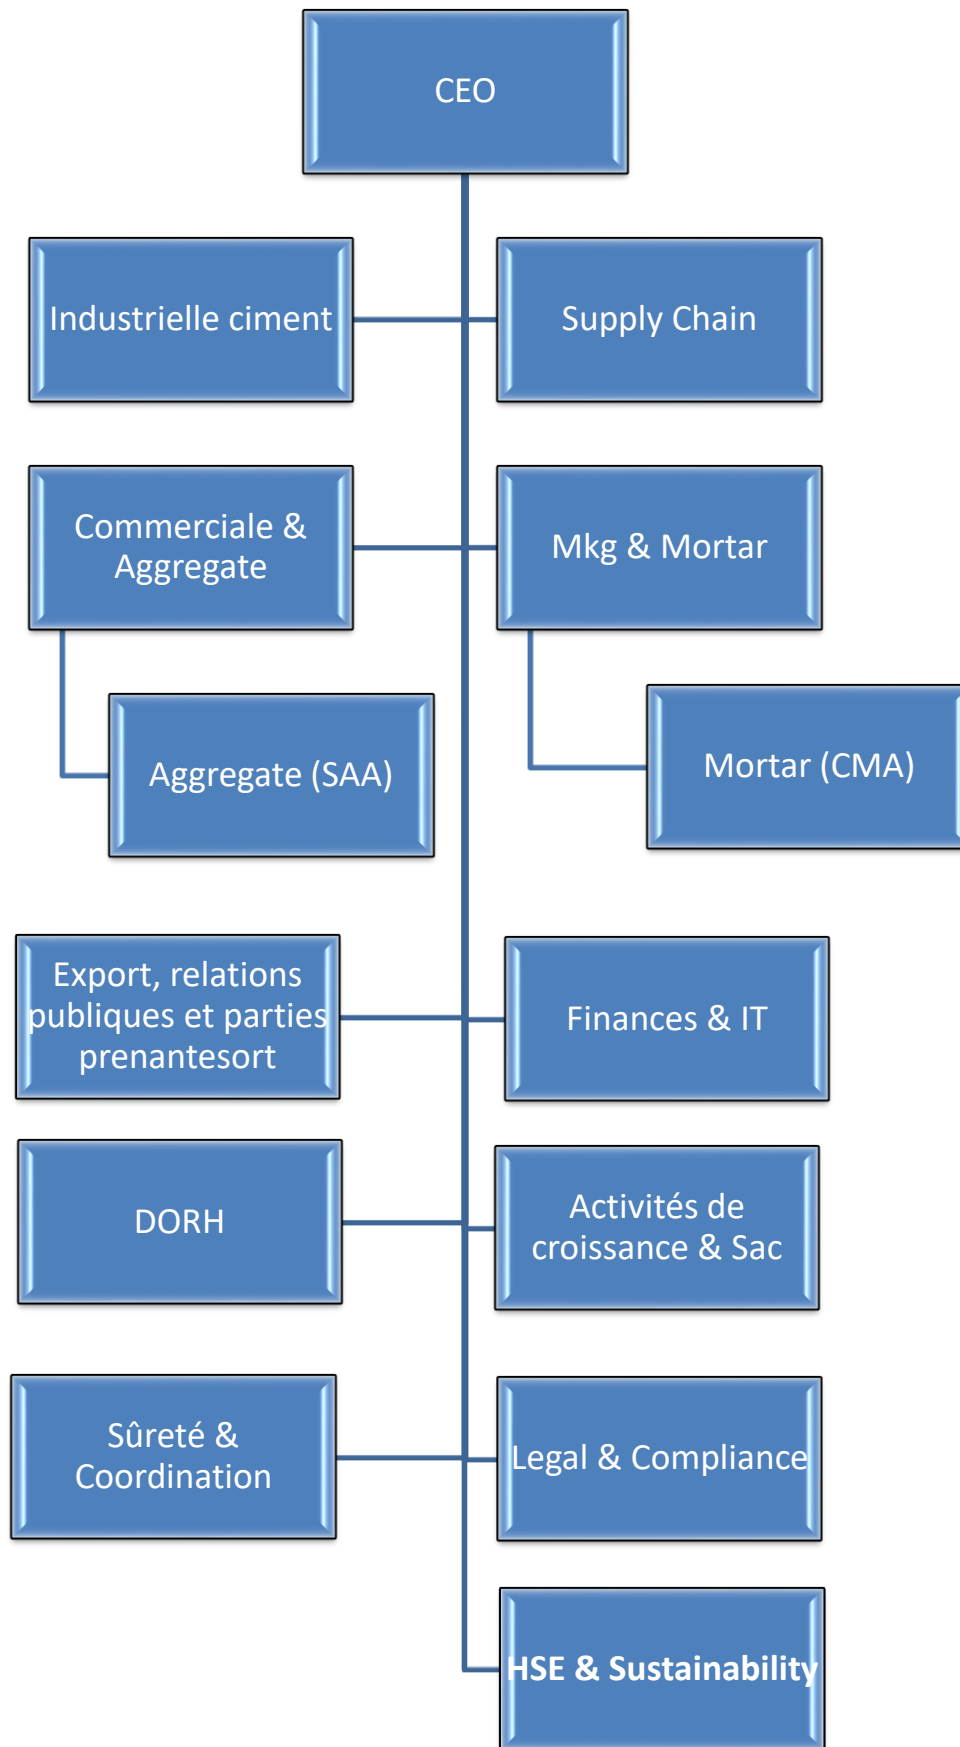 CEO
Industrielle ciment
Supply Chain
Commerciale &
Aggregate
Mkg & Mortar
Aggregate (SAA)
Mortar (CMA)
Export, relations
publiques et parties
prenantesort
Finances & IT
DORH
Activités de
croissance & Sac
Sûreté &
Coordination
Legal & Compliance
HSE & Sustainability